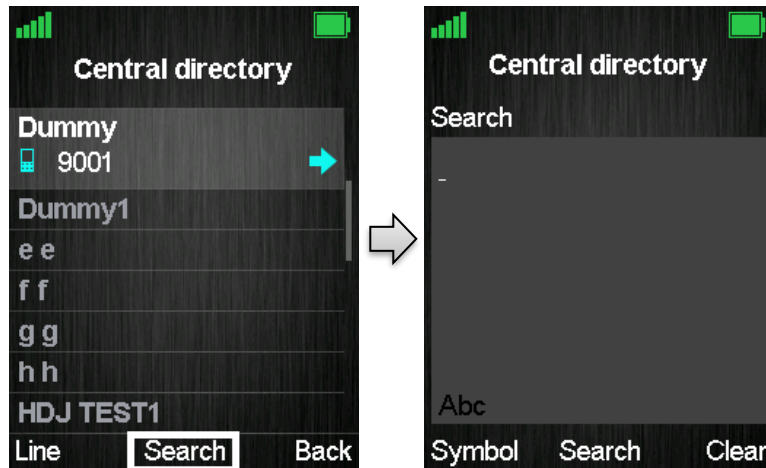 Central directory
Dummy
9001
Dummy1
e e
f f
g g
h h
HDJ TEST1
Line Search Back
Central directory
Search
-
Abc
Symbol Search Clear